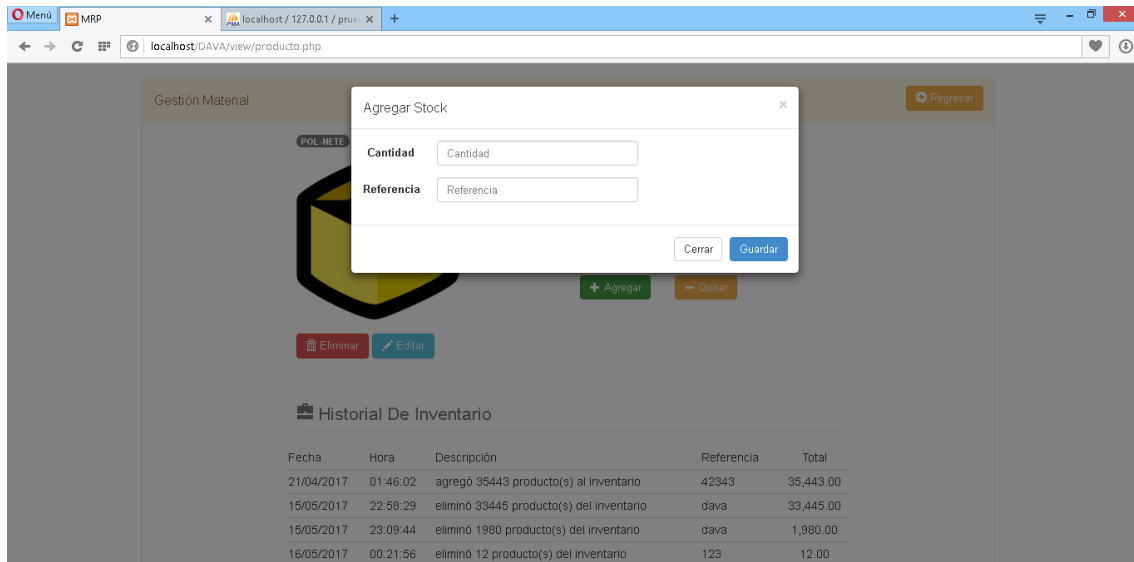 Menú
MRP
localhost / 127.0.0.1 / prue
localhost/DAVA/view/producto.php
Gestión Material
Regresar
POL-NETE
Agregar Stock
Cantidad
Cantidad
Referencia
Referencia
Cerrar
Guardar
Agregar
Quitar
Eliminar
Editar
Historial De Inventario
Fecha Hora Descripción Referencia Total
21/04/2017 01:46:02 agregó 35443 producto(s) al inventario 42343 35,443.00
15/05/2017 22:58:29 eliminó 33445 producto(s) del inventario dava 33,445.00
15/05/2017 23:09:44 eliminó 1980 producto(s) del inventario dava 1,980.00
16/05/2017 00:21:56 eliminó 12 producto(s) del inventario 123 12.00